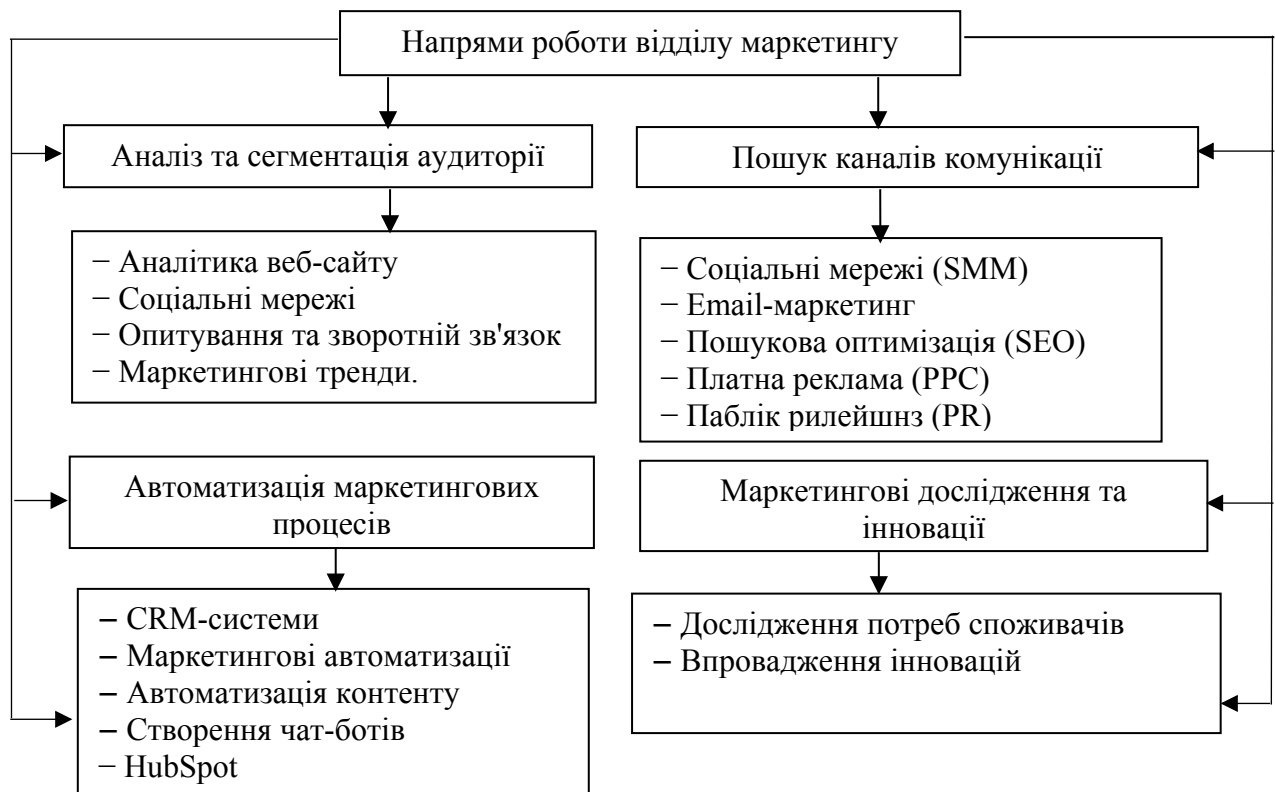 Напрями роботи відділу маркетингу
Аналіз та сегментація аудиторії
− Аналітика веб-сайту
− Соціальні мережі
− Опитування та зворотній зв'язок
− Маркетингові тренди.
Пошук каналів комунікації
− Соціальні мережі (SMM)
− Email-маркетинг
− Пошукова оптимізація (SEO)
− Платна реклама (PPC)
− Паблік рилейшнз (PR)
Автоматизація маркетингових
процесів
− CRM-системи
− Маркетингові автоматизації
− Автоматизація контенту
− Створення чат-ботів
− HubSpot
Маркетингові дослідження та
інновації
− Дослідження потреб споживачів
− Впровадження інновацій